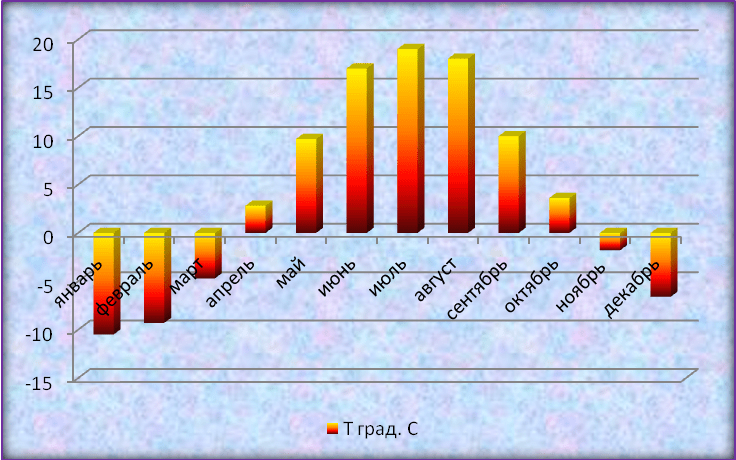 20
15
10
5
0
-5
-10
-15
январь
февраль
март
апрель
май
июнь
июль
август
сентябрь
октябрь
ноябрь
декабрь
Т град. С